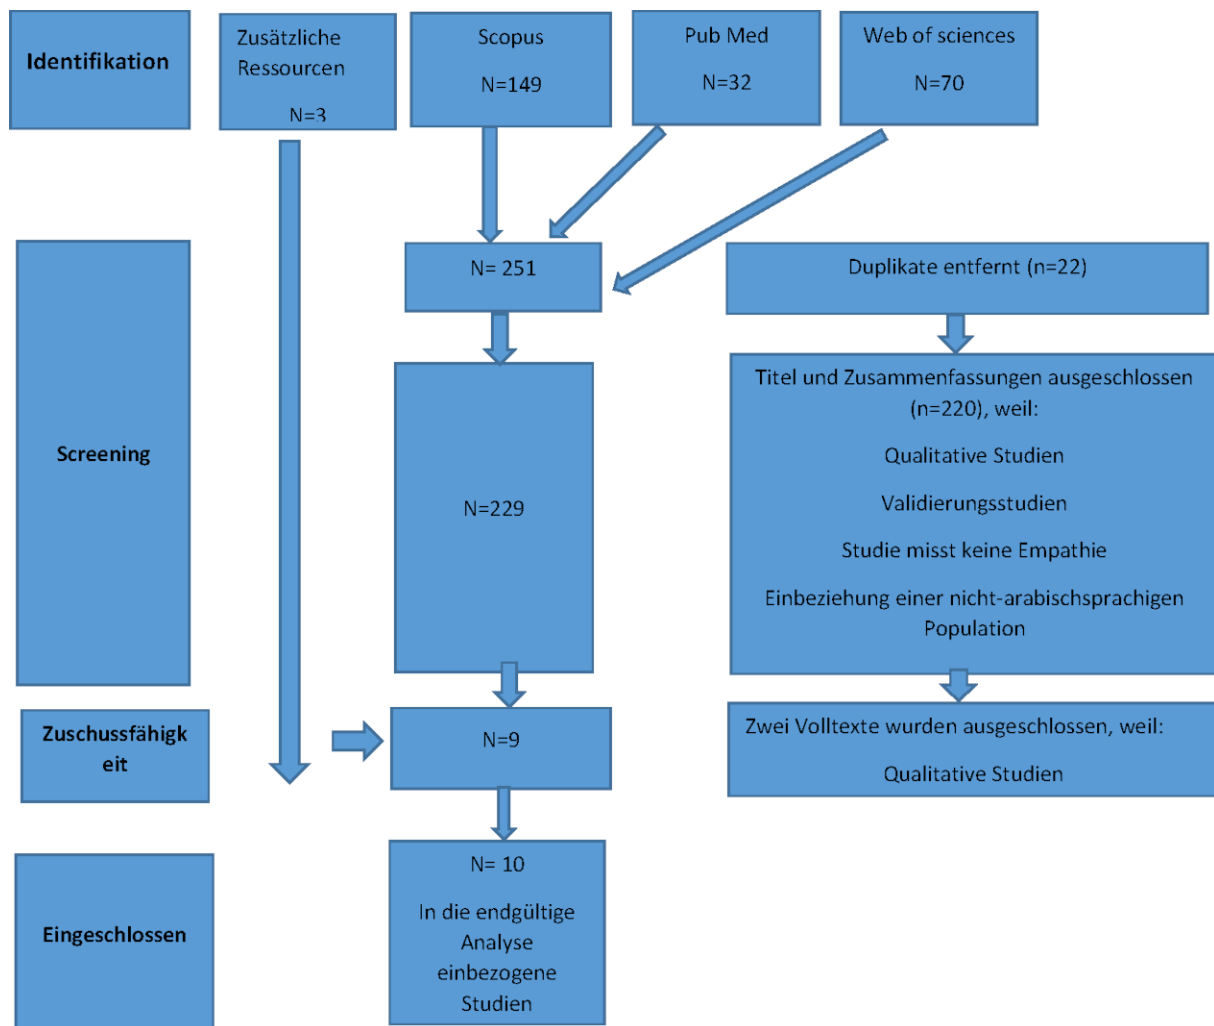 Identifikation
Zusätzliche
Ressourcen
N=3
Scopus
N=149
Pub Med
N=32
Web of sciences
N=70
Screening
N= 251
Duplikate entfernt (n=22)
N=229
Titel und Zusammenfassungen ausgeschlossen
(n=220), weil:
Qualitative Studien
Validierungsstudien
Studie misst keine Empathie
Einbeziehung einer nicht-arabischsprachigen
Population
Zuschussfähigk
eit
N=9
Zwei Volltexte wurden ausgeschlossen, weil:
Qualitative Studien
Eingeschlossen
N= 10
In die endgültige
Analyse
einbezogene
Studien